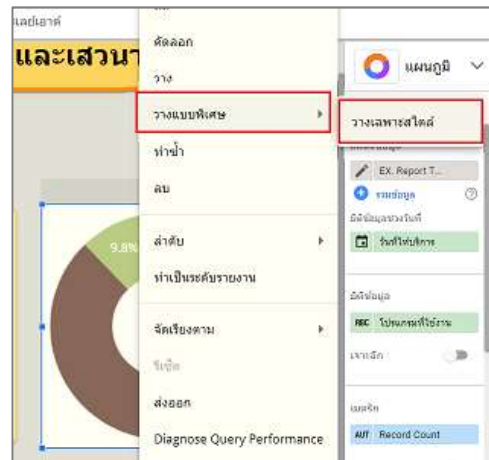 และเสวนา
คัดลอก
วาง
วางแบบพิเศษ
วางเฉพาะสไตล์
ทำซ้ำ
ลบ
ลำดับ
ทำเป็นระดับรายงาน
จัดเรียงตาม
รีเซ็ต
ส่งออก
Diagnose Query Performance
9.8%
แผนภูมิ
EX. Report T...
รวมข้อมูล
มิติข้อมูลช่วงวันที่
วันที่ให้บริการ
มิติข้อมูล
RBC โปรแกรมที่ใช้งาน
เจาะลึก
เมตริก
AUT Record Count